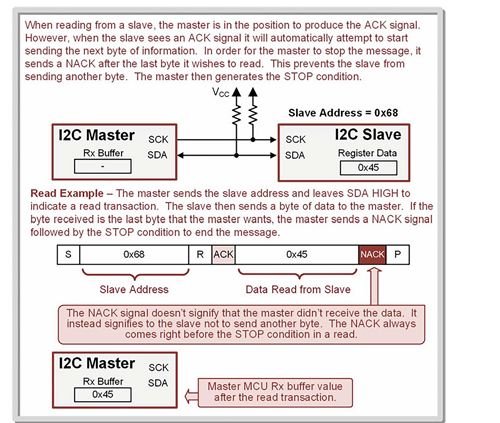 When reading from a slave, the master is in the position to produce the ACK signal.
However, when the slave sees an ACK signal it will automatically attempt to start
sending the next byte of information.  In order for the master to stop the message, it
sends a NACK after the last byte it wishes to read.  This prevents the slave from
sending another byte.  The master then generates the STOP condition.
VCC
Slave Address = 0x68
I2C Master
SCK
Rx Buffer
SDA
-
I2C Slave
SCK
Register Data
SDA
0x45
Read Example – The master sends the slave address and leaves SDA HIGH to
indicate a read transaction.  The slave then sends a byte of data to the master.  If the
byte received is the last byte that the master wants, the master sends a NACK signal
followed by the STOP condition to end the message.
S 0x68 R ACK 0x45 NACK P
Slave Address Data Read from Slave
The NACK signal doesn't signify that the master didn't receive the data.  It
instead signifies to the slave not to send another byte.  The NACK always
comes right before the STOP condition in a read.
I2C Master
SCK
Rx Buffer
SDA
0x45
Master MCU Rx buffer value
after the read transaction.